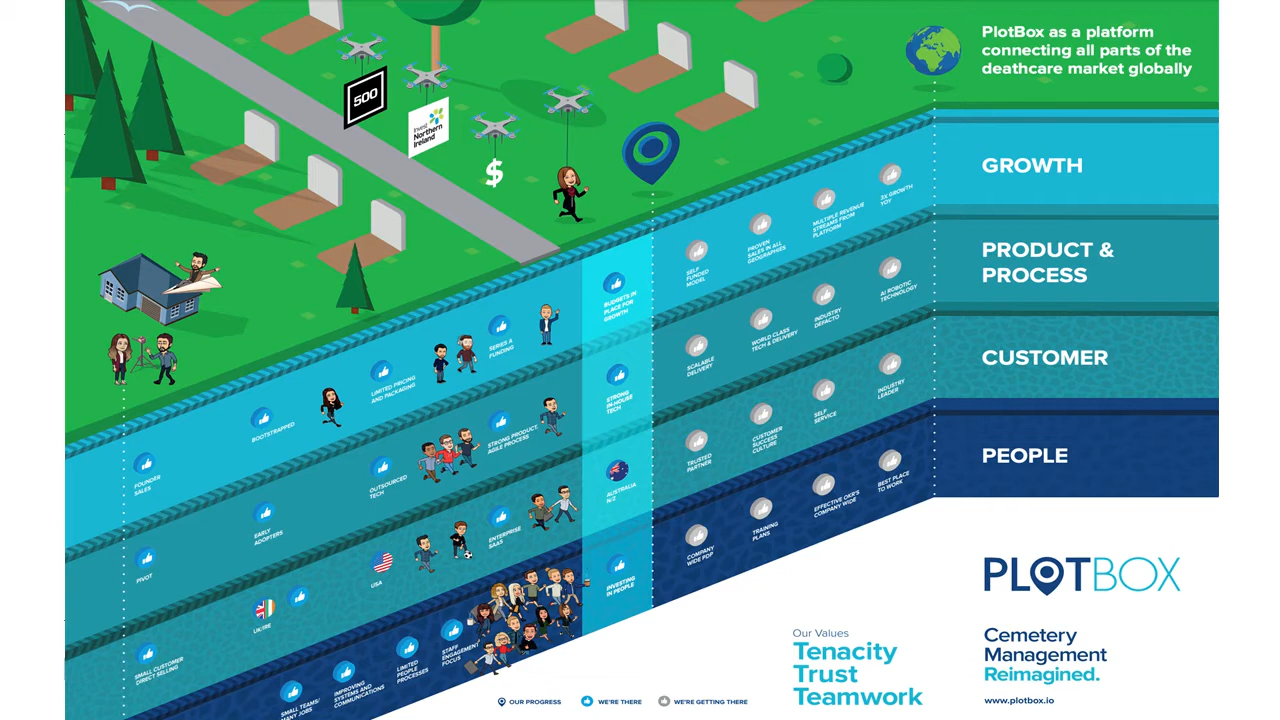 PlotBox as a platform
connecting all parts of the
deathcare market globally
500
Invest
Northern
Ireland
$
GROWTH
FOUNDER
SALES
BOOTSTRAPPED
LIMITED PRICING
AND PACKAGING
SERIES A
FUNDING
BUDGETS IN
PLACE FOR
GROWTH
SELF
FUNDED
MODEL
PROVEN
SALES IN ALL
GEOGRAPHIES
MULTIPLE REVENUE
STREAMS FROM
PLATFORM
3X GROWTH
YOY
PRODUCT &
PROCESS
PIVOT
EARLY
ADOPTERS
OUTSOURCED
TECH
STRONG PRODUCT,
AGILE PROCESS
STRONG
IN-HOUSE
TECH
SCALABLE
DELIVERY
WORLD CLASS
TECH & DELIVERY
INDUSTRY
DEFACTO
AI ROBOTIC
TECHNOLOGY
CUSTOMER
SMALL CUSTOMER
DIRECT SELLING
UK/IRE
USA
ENTERPRISE
SAAS
AUSTRALIA
NZ
TRUSTED
PARTNER
CUSTOMER
SUCCESS
CULTURE
SELF
SERVICE
INDUSTRY
LEADER
PEOPLE
SMALL TEAMS/
MANY JOBS
IMPROVING
SYSTEMS AND
COMMUNICATIONS
LIMITED
PEOPLE
PROCESSES
STAFF
ENGAGEMENT
FOCUS
INVESTING
IN PEOPLE
COMPANY
WIDE PDP
TRAINING
PLANS
EFFECTIVE OKR'S
COMPANY WIDE
BEST PLACE
TO WORK
PLOTBOX
Our Values
Tenacity
Trust
Teamwork
Cemetery
Management
Reimagined.
www.plotbox.io
OUR PROGRESS
WE'RE THERE
WE'RE GETTING THERE